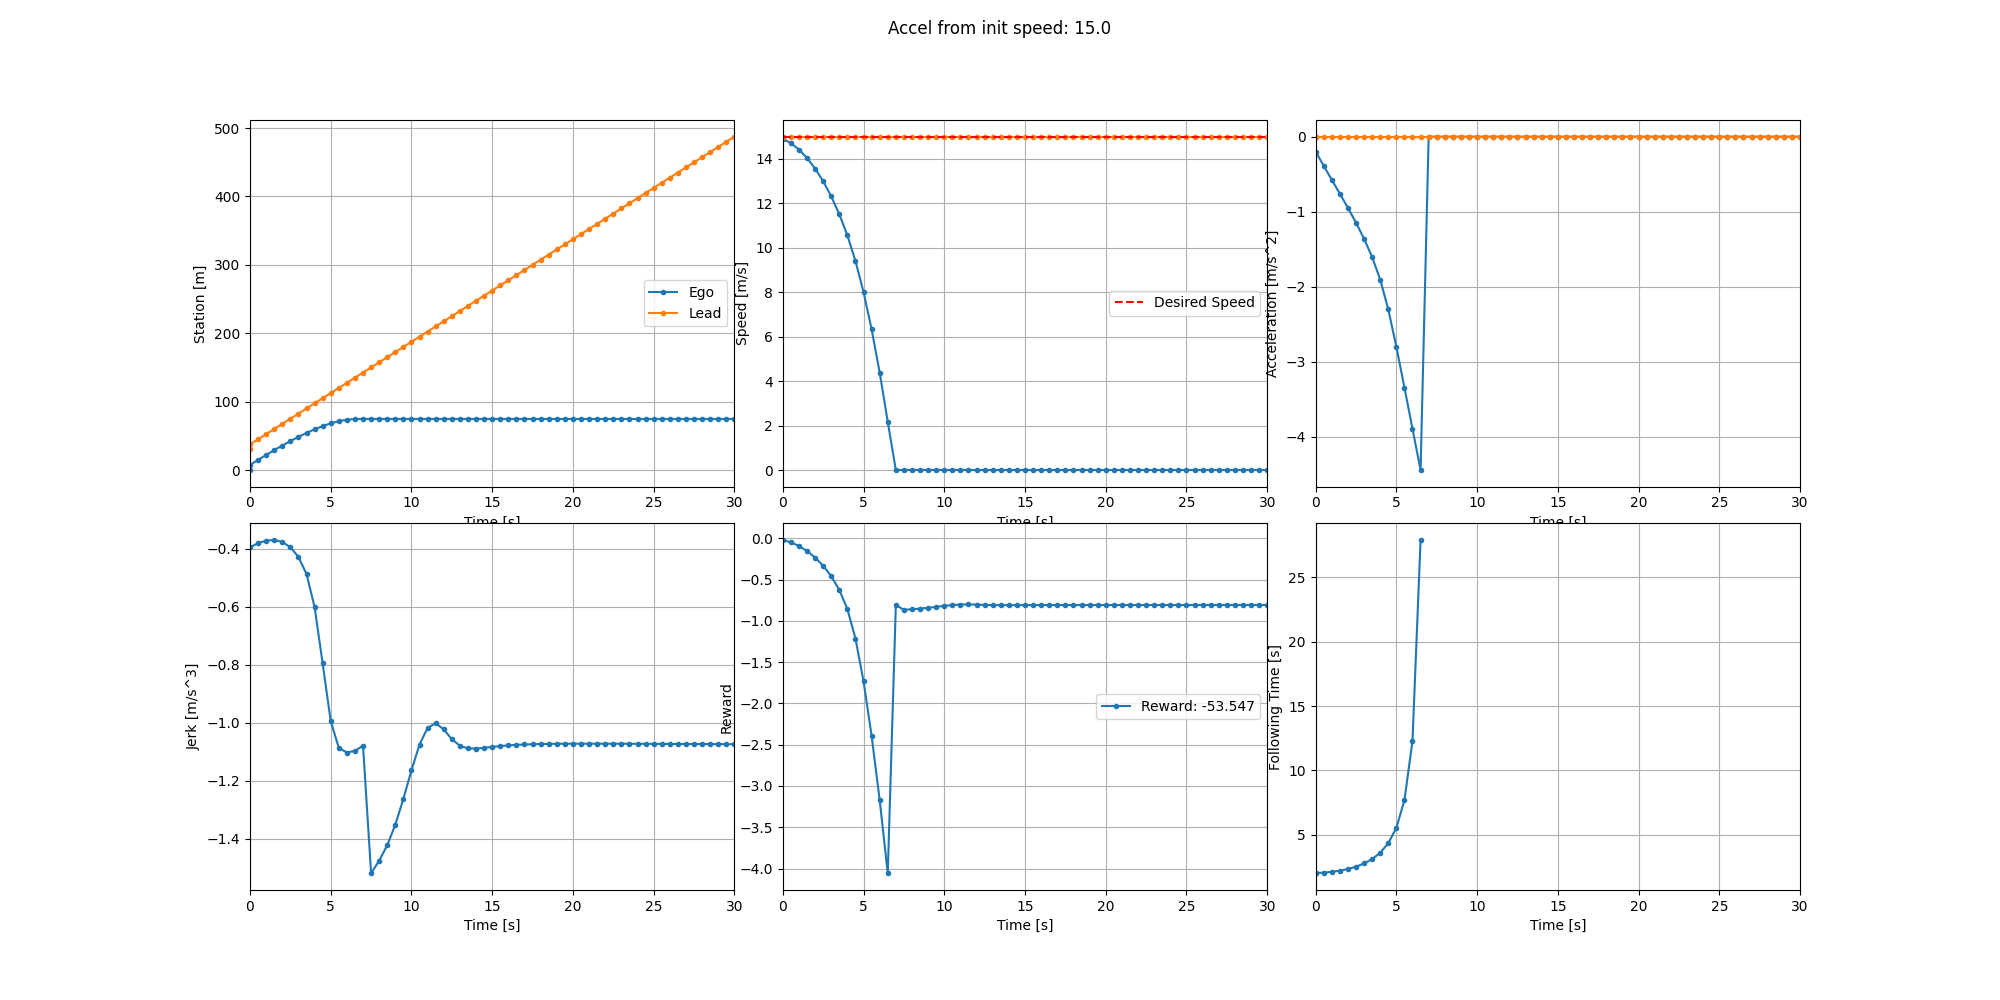 Accel from init speed: 15.0
Station [m]
500
400
300
200
100
0
Ego
Lead
0 5 10 15 20 25 30
Time [s]
Speed [m/s]
14
12
10
8
6
4
2
0
Desired Speed
0 5 10 15 20 25 30
Time [s]
Acceleration [m/s^2]
0
−1
−2
−3
−4
0 5 10 15 20 25 30
Time [s]
Jerk [m/s^3]
−0.4
−0.6
−0.8
−1.0
−1.2
−1.4
0 5 10 15 20 25 30
Time [s]
Reward
0.0
−0.5
−1.0
−1.5
−2.0
−2.5
−3.0
−3.5
−4.0
Reward: -53.547
0 5 10 15 20 25 30
Time [s]
Following Time [s]
25
20
15
10
5
0 5 10 15 20 25 30
Time [s]